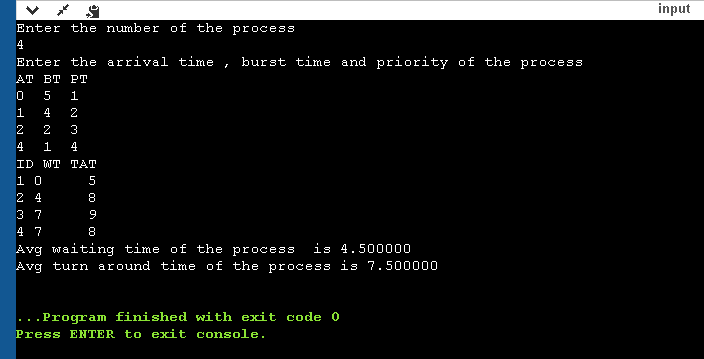 input
Enter the number of the process
4
Enter the arrival time , burst time and priority of the process
AT BT PT
0 5 1
1 4 2
2 2 3
4 1 4
ID WT TAT
1 0 5
2 4 8
3 7 9
4 7 8
Avg waiting time of the process  is 4.500000
Avg turn around time of the process is 7.500000
...Program finished with exit code 0
Press ENTER to exit console.